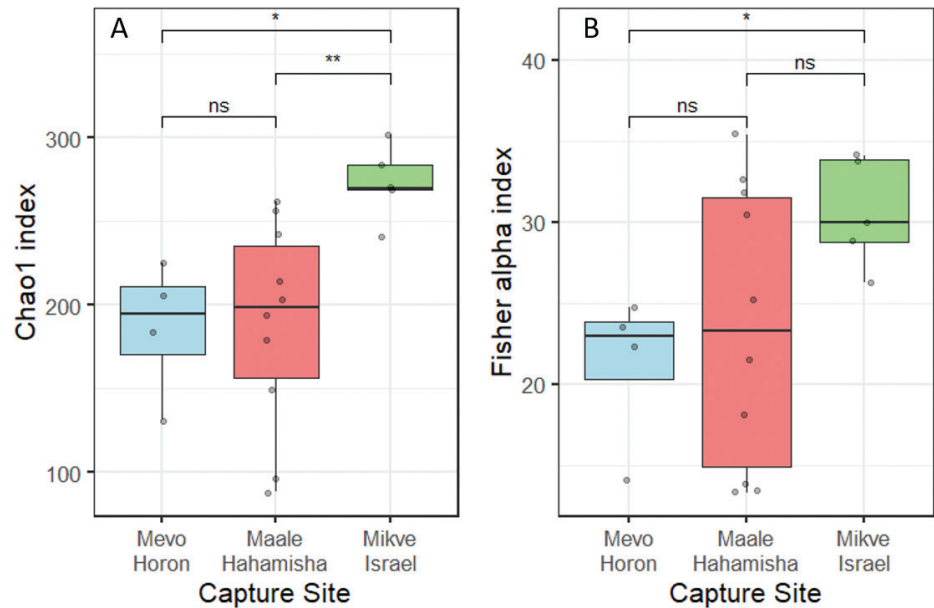 A
*
**
ns
Chao1 index
300
200
100
Mevo Horon
Maale Hahamisha
Mikve Israel
Capture Site
B
*
ns
ns
Fisher alpha index
40
30
20
Mevo Horon
Maale Hahamisha
Mikve Israel
Capture Site